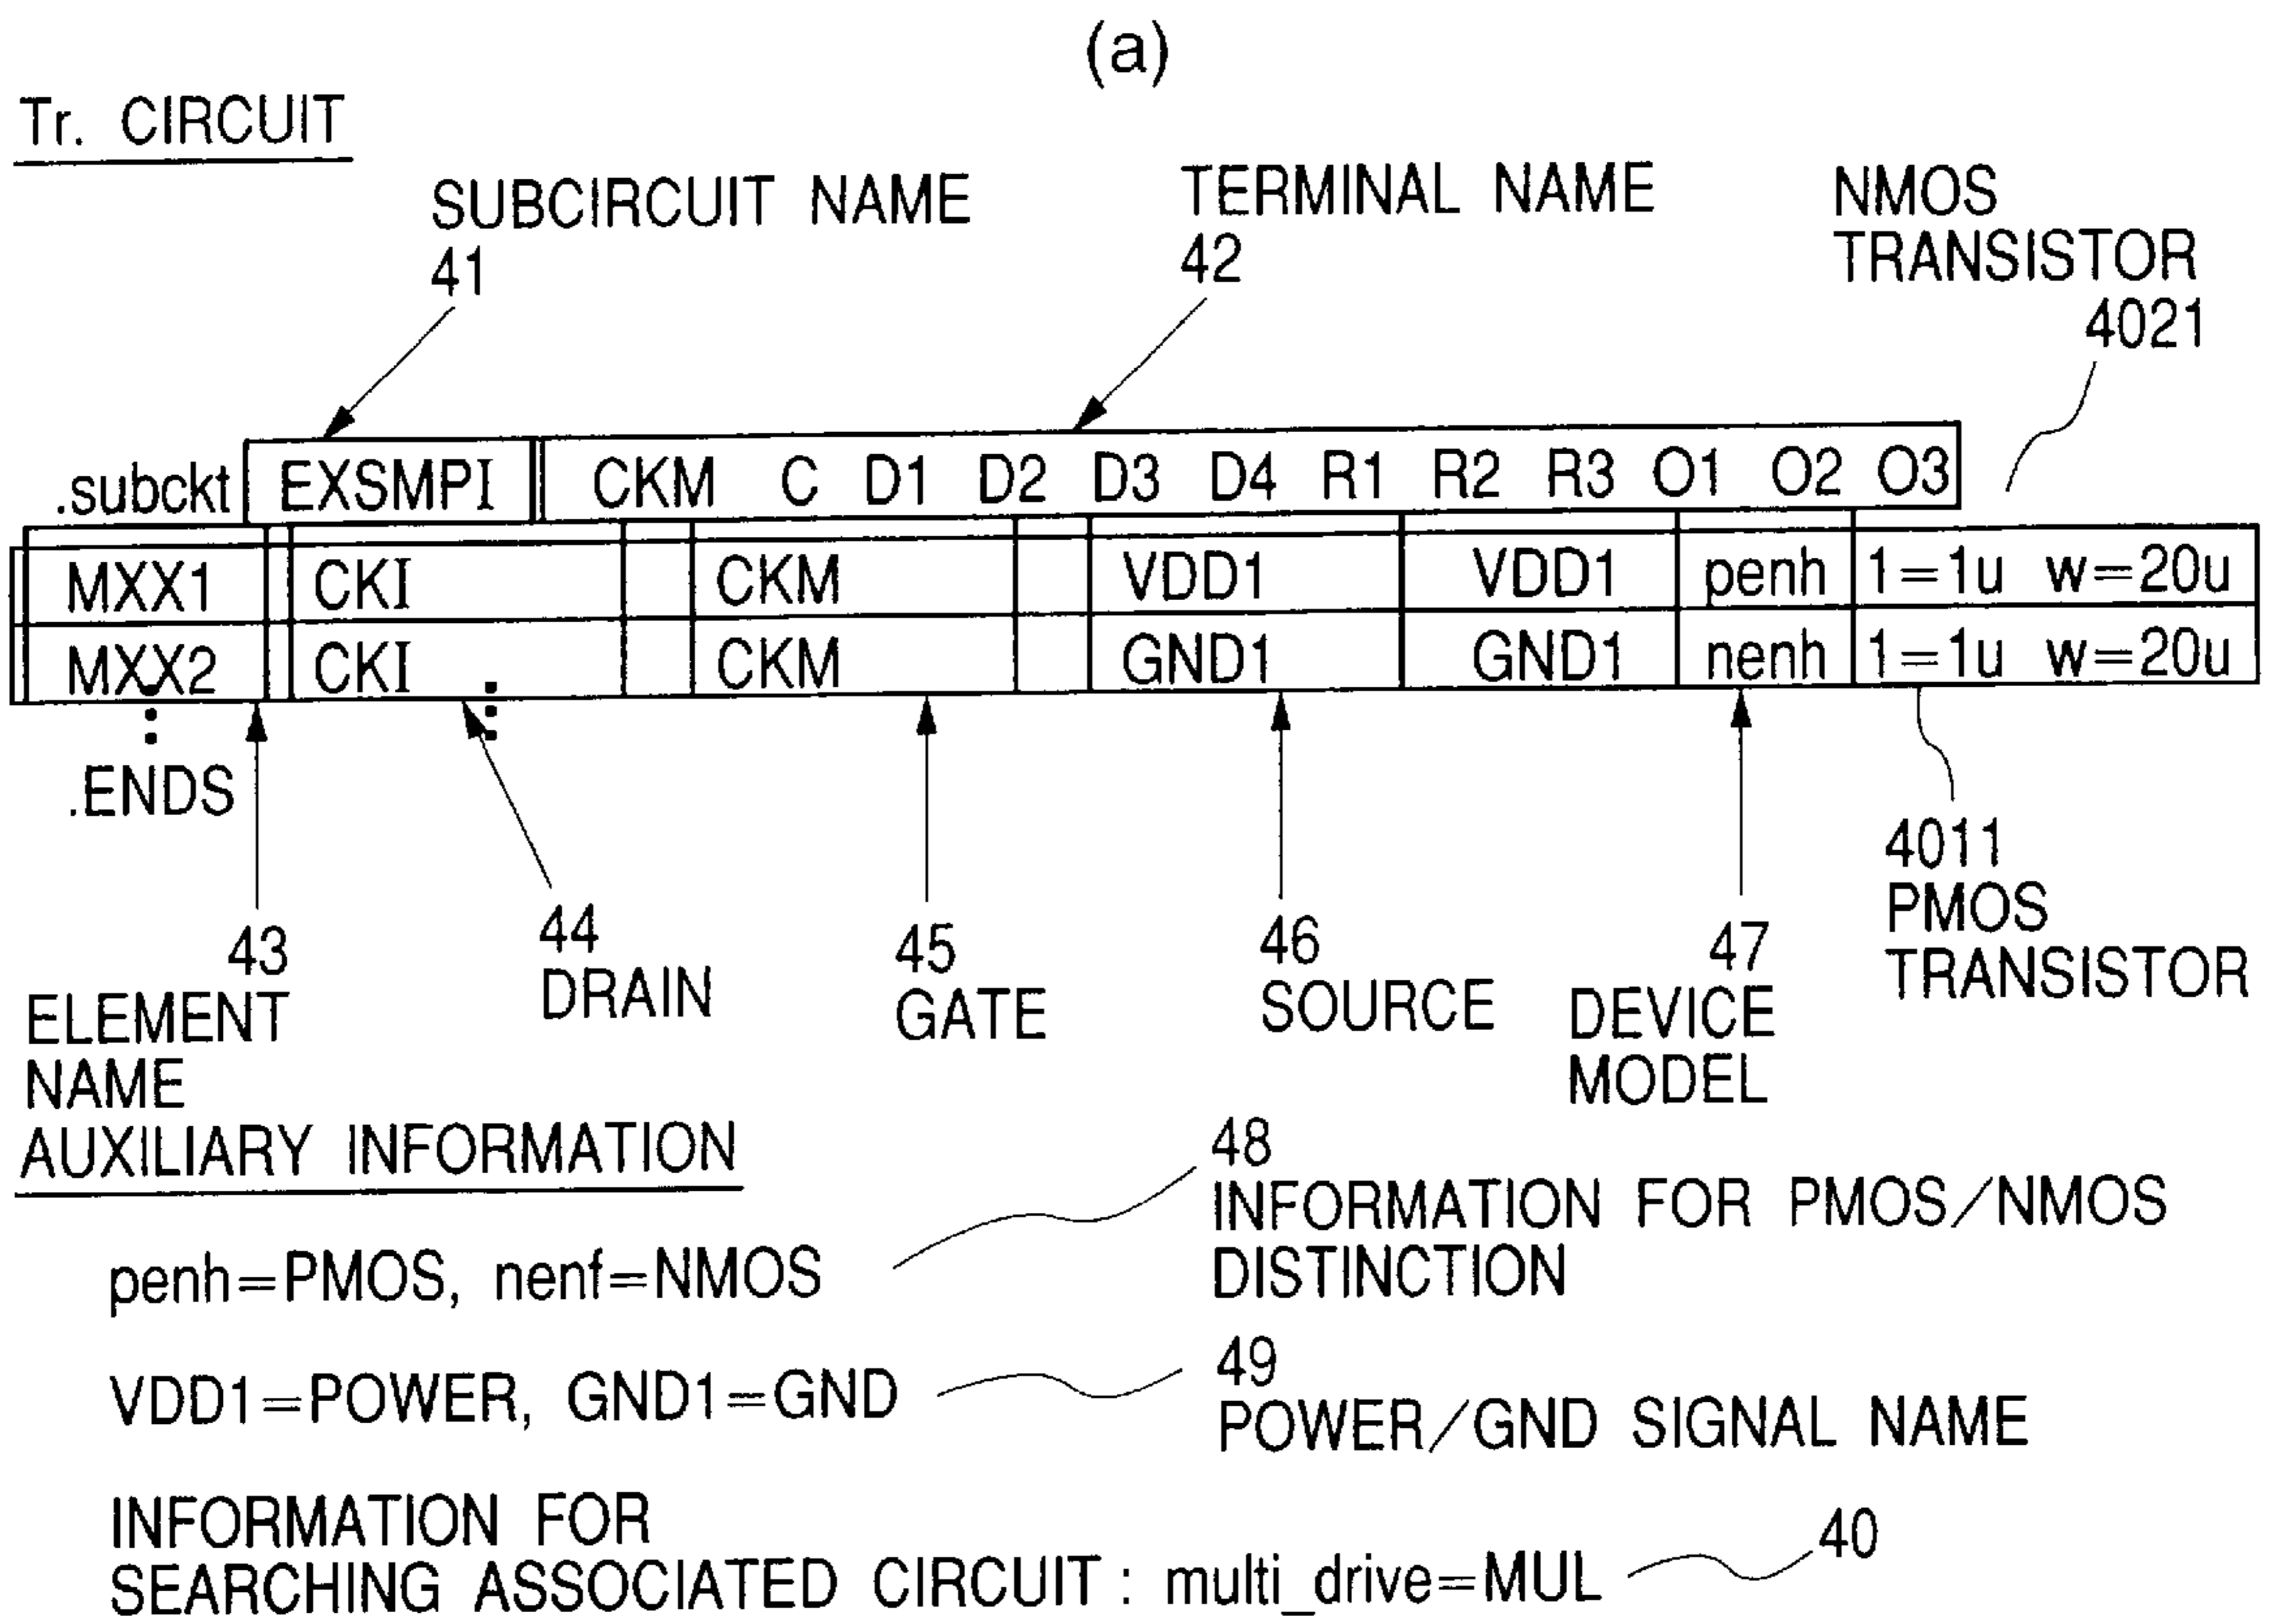 (a)
Tr. CIRCUIT
SUBCIRCUIT NAME
41
TERMINAL NAME
42
NMOS
TRANSISTOR
4021
.subckt EXSMPI CKM C D1 D2 D3 D4 R1 R2 R3 O1 O2 O3
MXX1 CKI CKM VDD1 VDD1 penh 1=1u w=20u
MXX2 CKI CKM GND1 GND1 nenh 1=1u w=20u
.ENDS
43
ELEMENT
NAME
44
DRAIN
45
GATE
46
SOURCE
47
DEVICE
MODEL
4011
PMOS
TRANSISTOR
AUXILIARY INFORMATION
48
INFORMATION FOR PMOS/NMOS
DISTINCTION
penh=PMOS, nenf=NMOS
49
POWER/GND SIGNAL NAME
VDD1=POWER, GND1=GND
INFORMATION FOR
SEARCHING ASSOCIATED CIRCUIT : multi_drive=MUL
40